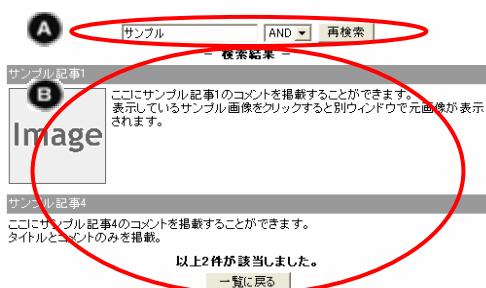 A
サンプル AND 再検索
－ 検索結果 －
サンプル記事1
B
Image
ここにサンプル記事1のコメントを掲載することができます。
表示しているサンプル画像をクリックすると別ウィンドウで元画像が表示
されます。
サンプル記事4
ここにサンプル記事4のコメントを掲載することができます。
タイトルとコメントのみを掲載。
以上2件が該当しました。
一覧に戻る